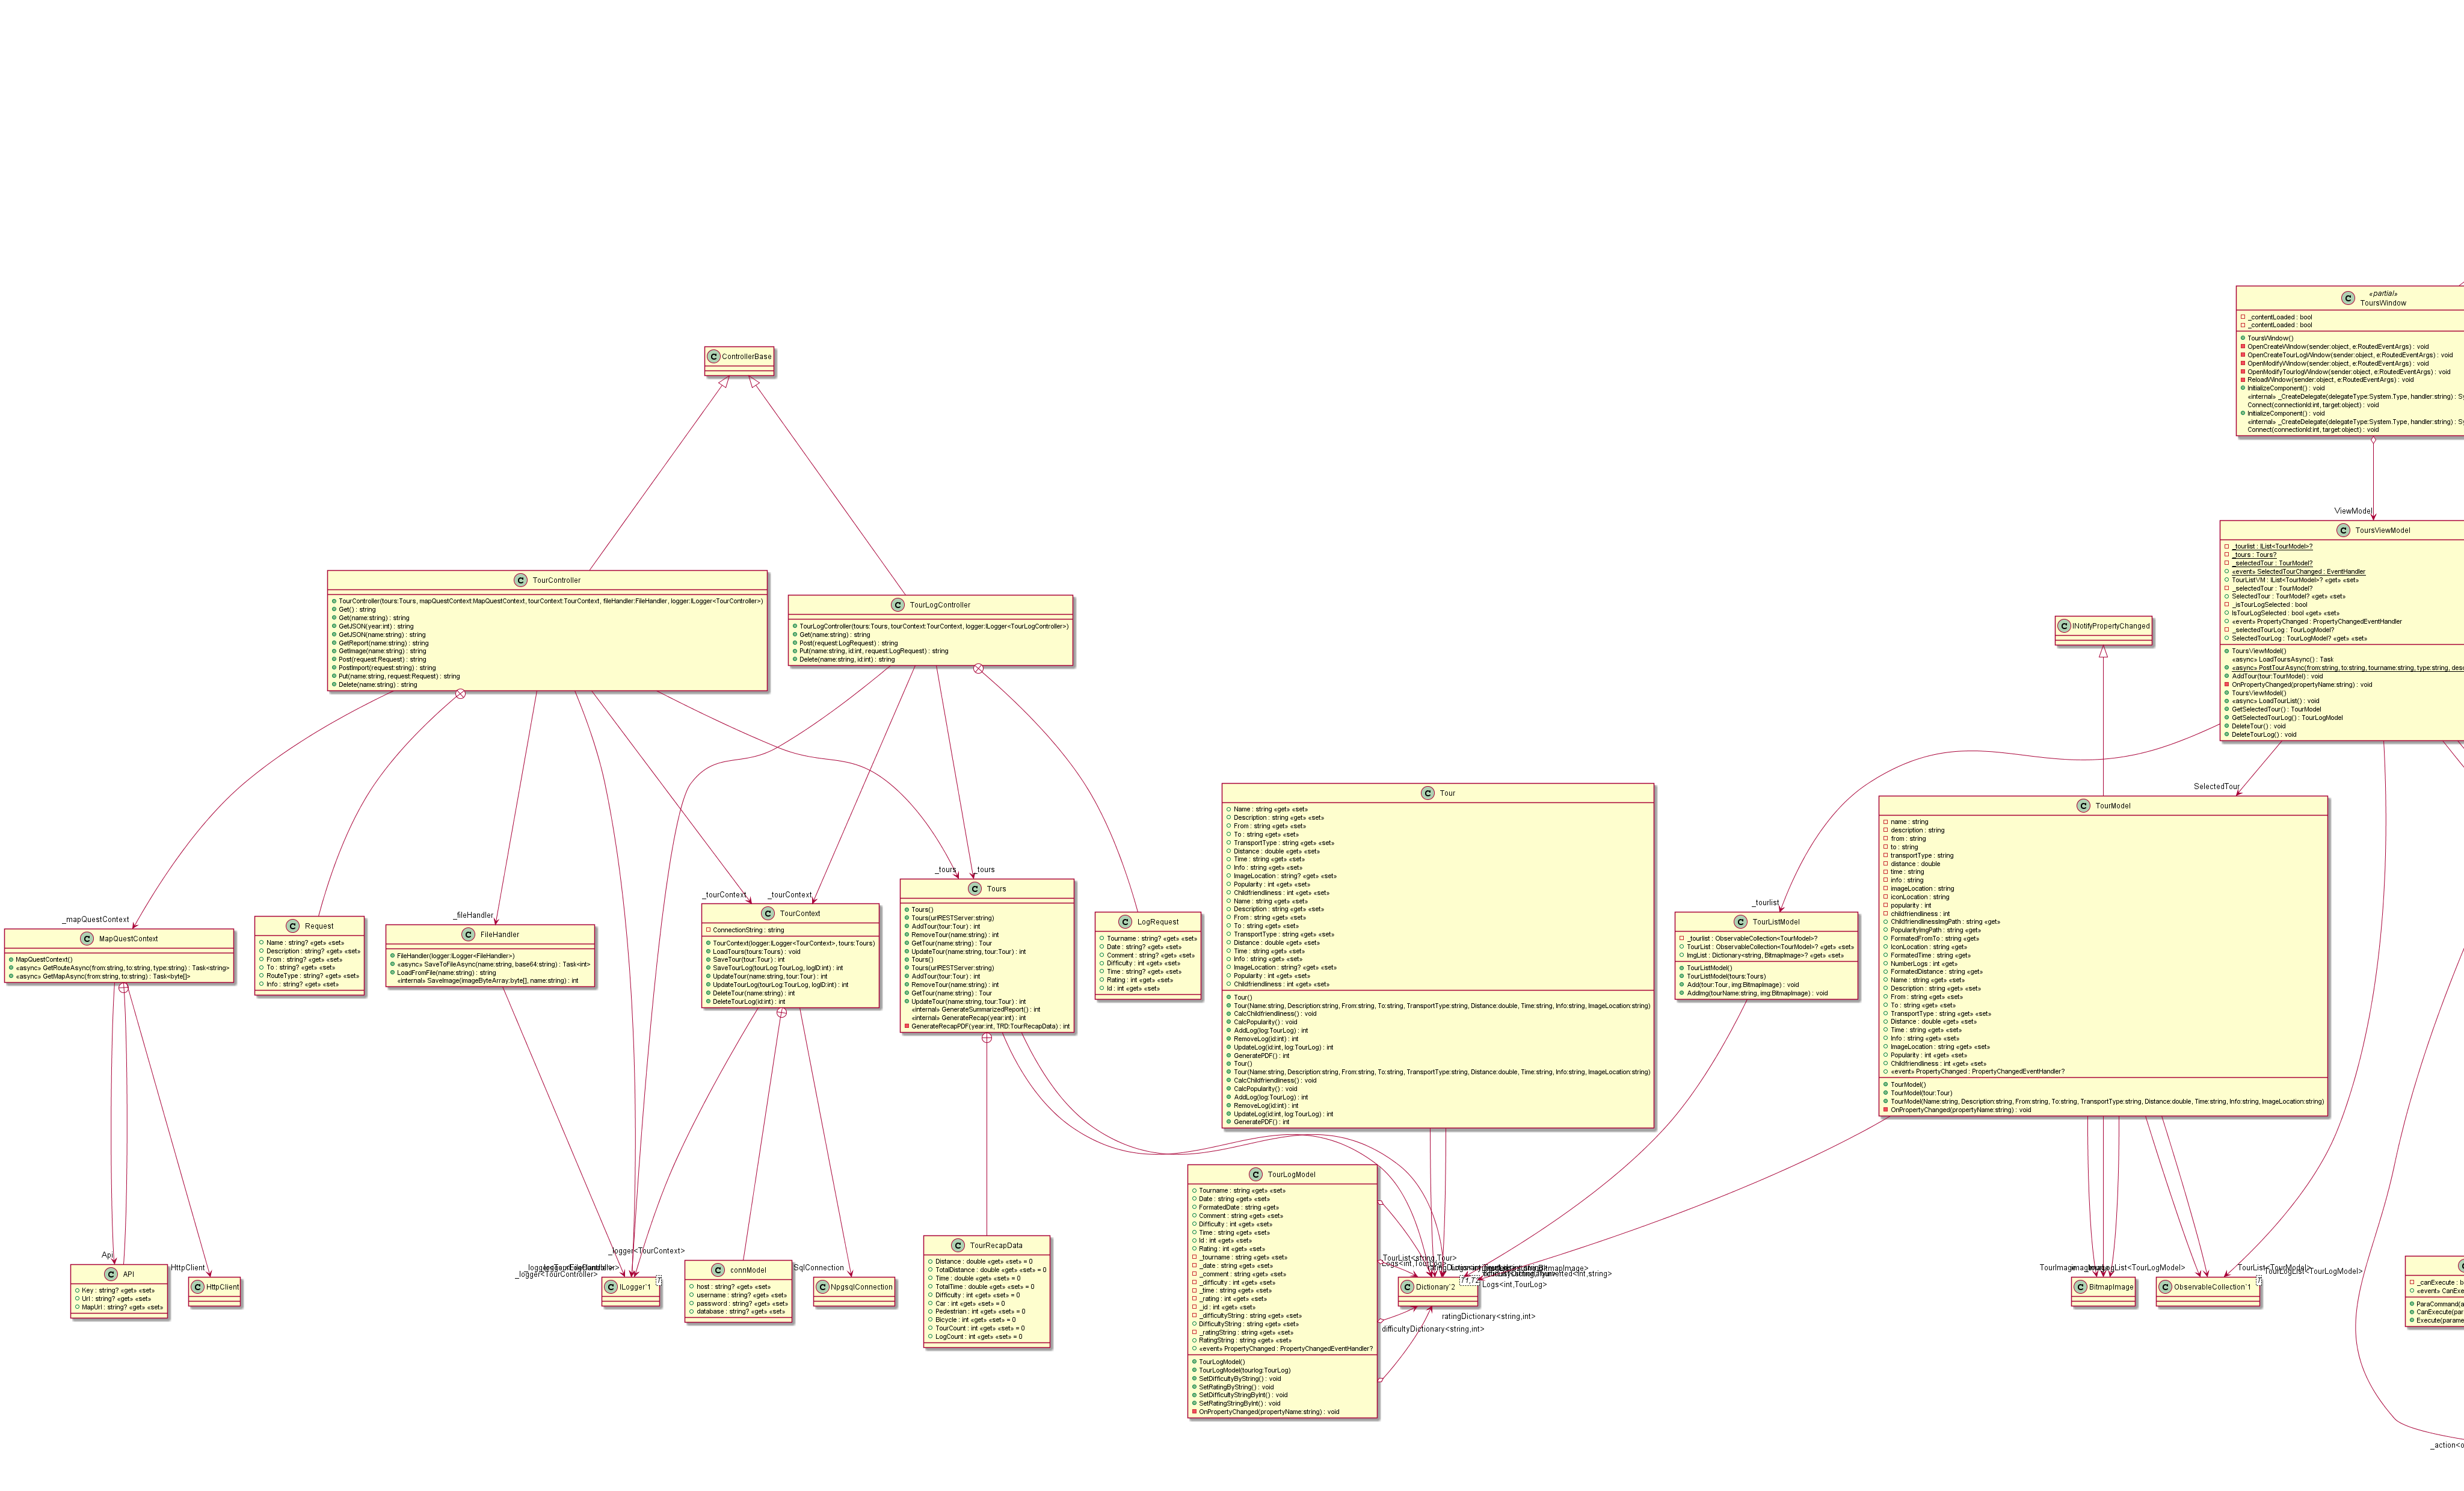 ControllerBase
TourController
TourController(tours:Tours, mapQuestContext:MapQuestContext, tourContext:TourContext, fileHandler:FileHandler, logger:ILogger<TourController>)
Get() : string
Get(name:string) : string
GetJSON(year:int) : string
GetJSON(name:string) : string
GetReport(name:string) : string
GetImage(name:string) : string
Post(request:Request) : string
PostImport(request:string) : string
Put(name:string, request:Request) : string
Delete(name:string) : string
TourLogController
TourLogController(tours:Tours, tourContext:TourContext, logger:ILogger<TourLogController>)
Get(name:string) : string
Post(request:LogRequest) : string
Put(name:string, id:int, request:LogRequest) : string
Delete(name:string, id:int) : string
_mapQuestContext
MapQuestContext
MapQuestContext()
«async» GetRouteAsync(from:string, to:string, type:string) : Task<string>
«async» GetMapAsync(from:string, to:string) : Task<byte[]>
Request
Name : string? «get» «set»
Description : string? «get» «set»
From : string? «get» «set»
To : string? «get» «set»
RouteType : string? «get» «set»
Info : string? «get» «set»
_fileHandler
FileHandler
FileHandler(logger:ILogger<FileHandler>)
«async» SaveToFileAsync(name:string, base64:string) : Task<int>
LoadFromFile(name:string) : string
«internal» SaveImage(imageByteArray:byte[], name:string) : int
_tourContext
_tourContext
TourContext
ConnectionString : string
TourContext(logger:ILogger<TourContext>, tours:Tours)
LoadTours(tours:Tours) : void
SaveTour(tour:Tour) : int
SaveTourLog(tourLog:TourLog, logID:int) : int
UpdateTour(name:string, tour:Tour) : int
UpdateTourLog(tourLog:TourLog, logID:int) : int
DeleteTour(name:string) : int
DeleteTourLog(id:int) : int
_tours
_tours
Tours
Tours()
Tours(urlRESTServer:string)
AddTour(tour:Tour) : int
RemoveTour(name:string) : int
GetTour(name:string) : Tour
UpdateTour(name:string, tour:Tour) : int
Tours()
Tours(urlRESTServer:string)
AddTour(tour:Tour) : int
RemoveTour(name:string) : int
GetTour(name:string) : Tour
UpdateTour(name:string, tour:Tour) : int
«internal» GenerateSummarizedReport() : int
«internal» GenerateRecap(year:int) : int
GenerateRecapPDF(year:int, TRD:TourRecapData) : int
LogRequest
Tourname : string? «get» «set»
Date : string? «get» «set»
Comment : string? «get» «set»
Difficulty : int «get» «set»
Time : string? «get» «set»
Rating : int «get» «set»
Id : int «get» «set»
Api
API
Key : string? «get» «set»
Url : string? «get» «set»
MapUrl : string? «get» «set»
HttpClient
HttpClient
_logger<TourContext>
_logger<TourController>
ILogger`1
T
connModel
host : string? «get» «set»
username : string? «get» «set»
password : string? «get» «set»
database : string? «get» «set»
SqlConnection
NpgsqlConnection
TourRecapData
Distance : double «get» «set» = 0
TotalDistance : double «get» «set» = 0
Time : double «get» «set» = 0
TotalTime : double «get» «set» = 0
Difficulty : int «get» «set» = 0
Car : int «get» «set» = 0
Pedestrian : int «get» «set» = 0
Bicycle : int «get» «set» = 0
TourCount : int «get» «set» = 0
LogCount : int «get» «set» = 0
Tour
Name : string «get» «set»
Description : string «get» «set»
From : string «get» «set»
To : string «get» «set»
TransportType : string «get» «set»
Distance : double «get» «set»
Time : string «get» «set»
Info : string «get» «set»
ImageLocation : string? «get» «set»
Popularity : int «get» «set»
Childfriendliness : int «get» «set»
Name : string «get» «set»
Description : string «get» «set»
From : string «get» «set»
To : string «get» «set»
TransportType : string «get» «set»
Distance : double «get» «set»
Time : string «get» «set»
Info : string «get» «set»
ImageLocation : string? «get» «set»
Popularity : int «get» «set»
Childfriendliness : int «get» «set»
Tour()
Tour(Name:string, Description:string, From:string, To:string, TransportType:string, Distance:double, Time:string, Info:string, ImageLocation:string)
CalcChildfriendliness() : void
CalcPopularity() : void
AddLog(log:TourLog) : int
RemoveLog(id:int) : int
UpdateLog(id:int, log:TourLog) : int
GeneratePDF() : int
Tour()
Tour(Name:string, Description:string, From:string, To:string, TransportType:string, Distance:double, Time:string, Info:string, ImageLocation:string)
CalcChildfriendliness() : void
CalcPopularity() : void
AddLog(log:TourLog) : int
RemoveLog(id:int) : int
UpdateLog(id:int, log:TourLog) : int
GeneratePDF() : int
TourLogModel
Tourname : string «get» «set»
Date : string «get» «set»
FormatedDate : string «get»
Comment : string «get» «set»
Difficulty : int «get» «set»
Time : string «get» «set»
Id : int «get» «set»
Rating : int «get» «set»
_tourname : string «get» «set»
_date : string «get» «set»
_comment : string «get» «set»
_difficulty : int «get» «set»
_time : string «get» «set»
_rating : int «get» «set»
_id : int «get» «set»
_difficultyString : string «get» «set»
DifficultyString : string «get» «set»
_ratingString : string «get» «set»
RatingString : string «get» «set»
«event» PropertyChanged : PropertyChangedEventHandler?
TourLogModel()
TourLogModel(tourlog:TourLog)
SetDifficultyByString() : void
SetRatingByString() : void
SetDifficultyStringByInt() : void
SetRatingStringByInt() : void
OnPropertyChanged(propertyName:string) : void
TourList<string,Tour>
Logs<int,TourLog>
Dictionary`2
T1,T2
ratingDictionary<string,int>
difficultyDictionary<string,int>
_tourlist
TourListModel
_tourlist : ObservableCollection<TourModel>?
TourList : ObservableCollection<TourModel>? «get» «set»
ImgList : Dictionary<string, BitmapImage>? «get» «set»
TourListModel()
TourListModel(tours:Tours)
Add(tour:Tour, img:BitmapImage) : void
AddImg(tourName:string, img:BitmapImage) : void
INotifyPropertyChanged
SelectedTour
TourModel
name : string
description : string
from : string
to : string
transportType : string
distance : double
time : string
info : string
imageLocation : string
iconLocation : string
popularity : int
childfriendliness : int
ChildfriendlinessImgPath : string «get»
PopularityImgPath : string «get»
FormatedFromTo : string «get»
IconLocation : string «get»
FormatedTime : string «get»
NumberLogs : int «get»
FormatedDistance : string «get»
Name : string «get» «set»
Description : string «get» «set»
From : string «get» «set»
To : string «get» «set»
TransportType : string «get» «set»
Distance : double «get» «set»
Time : string «get» «set»
Info : string «get» «set»
ImageLocation : string «get» «set»
Popularity : int «get» «set»
Childfriendliness : int «get» «set»
«event» PropertyChanged : PropertyChangedEventHandler?
TourModel()
TourModel(tour:Tour)
TourModel(Name:string, Description:string, From:string, To:string, TransportType:string, Distance:double, Time:string, Info:string, ImageLocation:string)
OnPropertyChanged(propertyName:string) : void
BitmapImage
TourList<TourModel>
TourLogList<TourLogModel>
ObservableCollection`1
T
«partial»
ToursWindow
_contentLoaded : bool
_contentLoaded : bool
ToursWindow()
OpenCreateWindow(sender:object, e:RoutedEventArgs) : void
OpenCreateTourLogWindow(sender:object, e:RoutedEventArgs) : void
OpenModifyWindow(sender:object, e:RoutedEventArgs) : void
OpenModifyTourlogWindow(sender:object, e:RoutedEventArgs) : void
ReloadWindow(sender:object, e:RoutedEventArgs) : void
InitializeComponent() : void
«internal» _CreateDelegate(delegateType:System.Type, handler:string) : Sy
Connect(connectionId:int, target:object) : void
InitializeComponent() : void
«internal» _CreateDelegate(delegateType:System.Type, handler:string) : Sy
Connect(connectionId:int, target:object) : void
ViewModel
ToursViewModel
_tourlist : IList<TourModel>?
_tours : Tours?
_selectedTour : TourModel?
«event» SelectedTourChanged : EventHandler
TourListVM : IList<TourModel>? «get» «set»
_selectedTour : TourModel?
SelectedTour : TourModel? «get» «set»
_isTourLogSelected : bool
IsTourLogSelected : bool «get» «set»
«event» PropertyChanged : PropertyChangedEventHandler
_selectedTourLog : TourLogModel?
SelectedTourLog : TourLogModel? «get» «set»
ToursViewModel()
«async» LoadToursAsync() : Task
«async» PostTourAsync(from:string, to:string, tourname:string, type:string, desc
AddTour(tour:TourModel) : void
OnPropertyChanged(propertyName:string) : void
ToursViewModel()
«async» LoadTourList() : void
GetSelectedTour() : TourModel
GetSelectedTourLog() : TourLogModel
DeleteTour() : void
DeleteTourLog() : void
_canExecute : b
«event» CanExe
ParaCommand(a
CanExecute(par
Execute(parame
_action<o